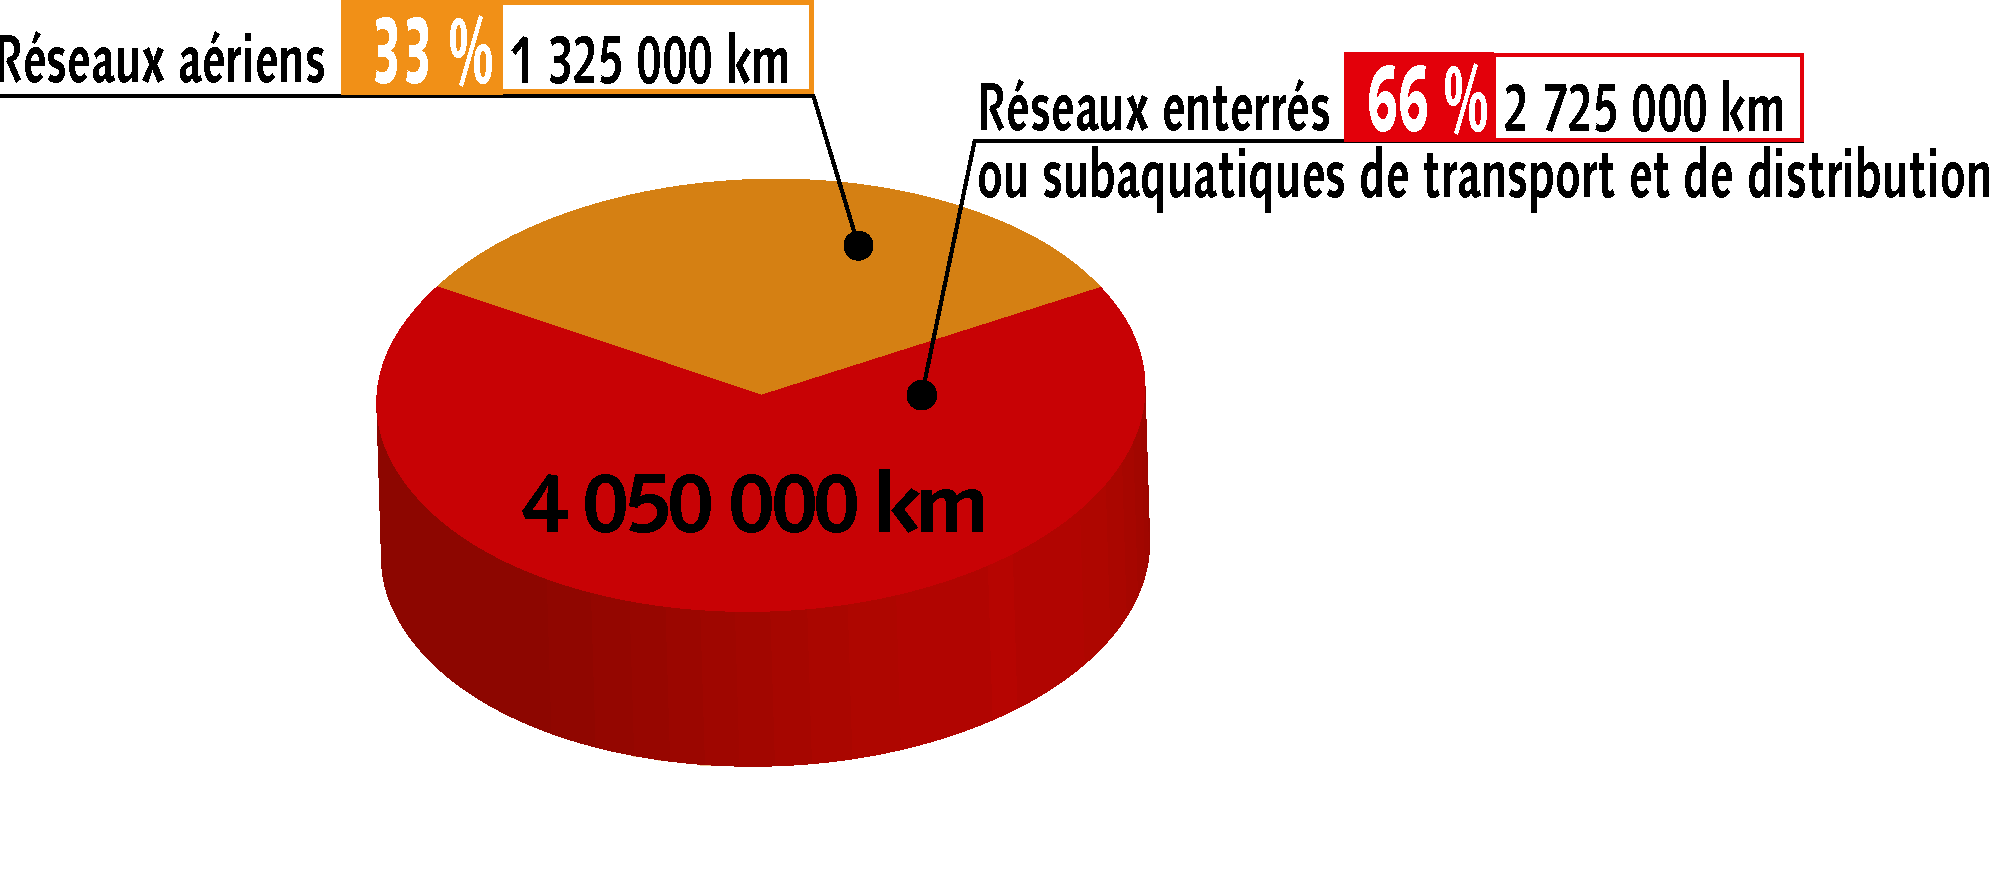 Réseaux aériens 33 % 1 325 000 km
Réseaux enterrés 66 % 2 725 000 km
ou subaquatiques de transport et de distribution
4 050 000 km